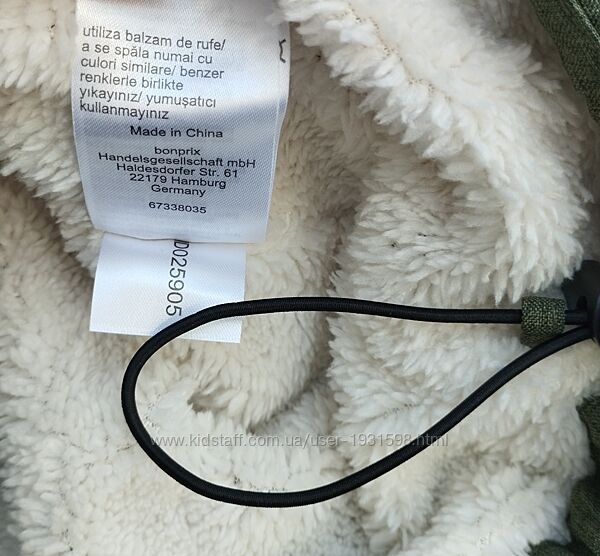 utiliza balzam de rufe/
a se spăla numai cu
culori similare/ benzer
renklerle birlikte
yıkayınız/ yumuşatıcı
kullanmayınız
Made in China
bonprix
Handelsgesellschaft mbH
Haldesdorfer Str. 61
22179 Hamburg
Germany
67338035
D025905
www.kidstaff.com.ua/user-1931598.html